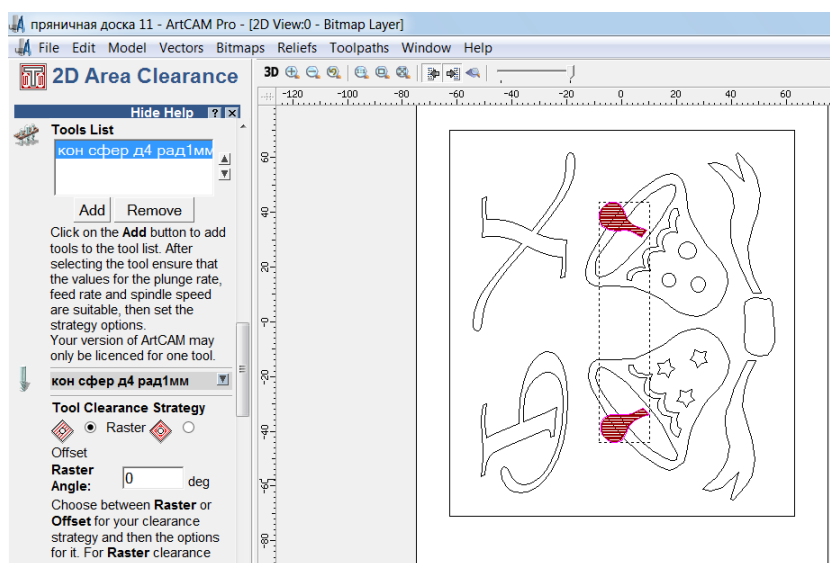 пряничная доска 11 - ArtCAM Pro - [2D View:0 - Bitmap Layer]
File Edit Model Vectors Bitmaps Reliefs Toolpaths Window Help
2D Area Clearance
3D
Hide Help ? x
-120 -100 -80 -60 -40 -20 0 20 40 60
Tools List
кон сфер д4 рад1мм
Add Remove
Click on the Add button to add
tools to the tool list. After
selecting the tool ensure that
the values for the plunge rate,
feed rate and spindle speed
are suitable, then set the
strategy options.
Your version of ArtCAM may
only be licenced for one tool.
кон сфер д4 рад1мм
Tool Clearance Strategy
Raster
Offset
Raster
Angle: 0 deg
Choose between Raster or
Offset for your clearance
strategy and then the options
for it. For Raster clearance
60
40
20
0
-20
-40
-60
-80